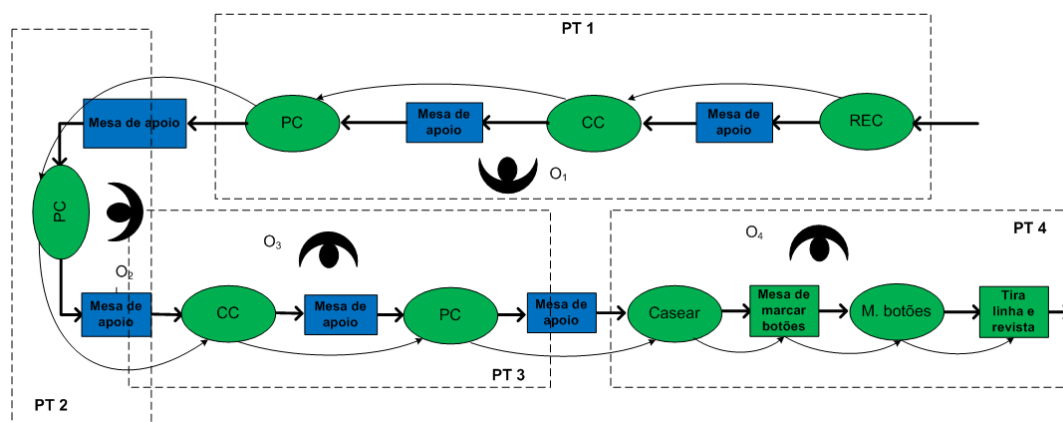 PT 1
REC
Mesa de
apoio
CC
Mesa de
apoio
PC
Mesa de apoio
O1
PC
O2
Mesa de
apoio
PT 2
CC
O3
Mesa de
apoio
PC
Mesa de
apoio
PT 3
PT 4
O4
Casear
Mesa de
marcar
botões
M. botões
Tira
linha e
revista